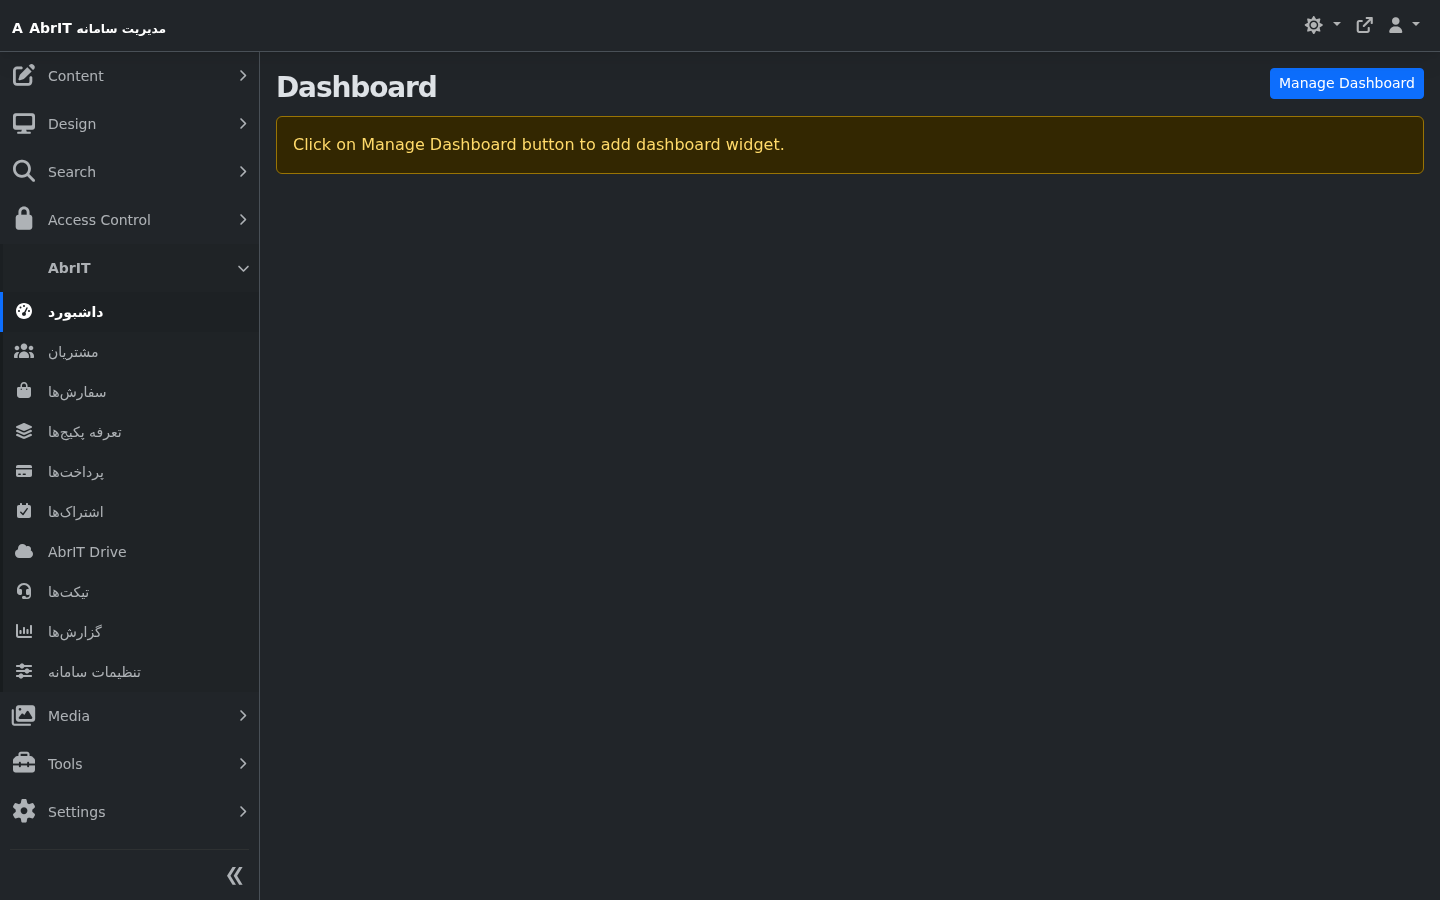 A AbrIT مدیریت سامانه
Content
Design
Search
Access Control
AbrIT
داشبورد
مشتریان
سفارش‌ها
تعرفه پکیج‌ها
پرداخت‌ها
اشتراک‌ها
AbrIT Drive
تیکت‌ها
گزارش‌ها
تنظیمات سامانه
Media
Tools
Settings
Dashboard
Manage Dashboard
Click on Manage Dashboard button to add dashboard widget.